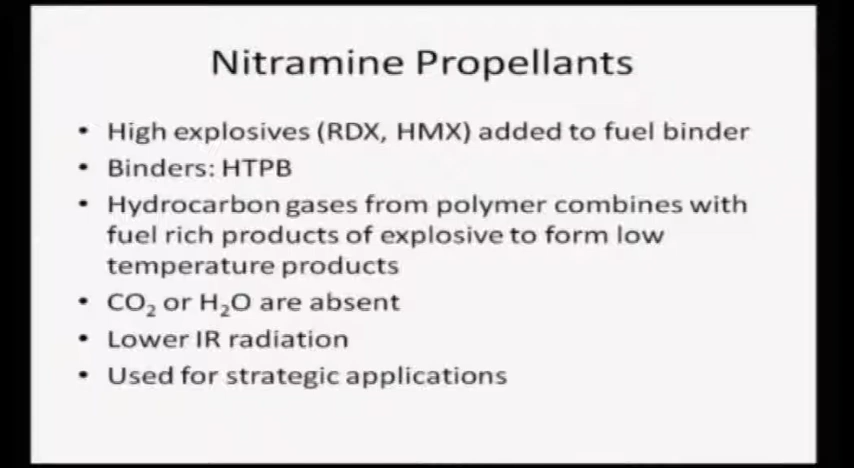 Nitramine Propellants
• High explosives (RDX, HMX) added to fuel binder
• Binders: HTPB
• Hydrocarbon gases from polymer combines with
fuel rich products of explosive to form low
temperature products
• CO₂ or H₂O are absent
• Lower IR radiation
• Used for strategic applications